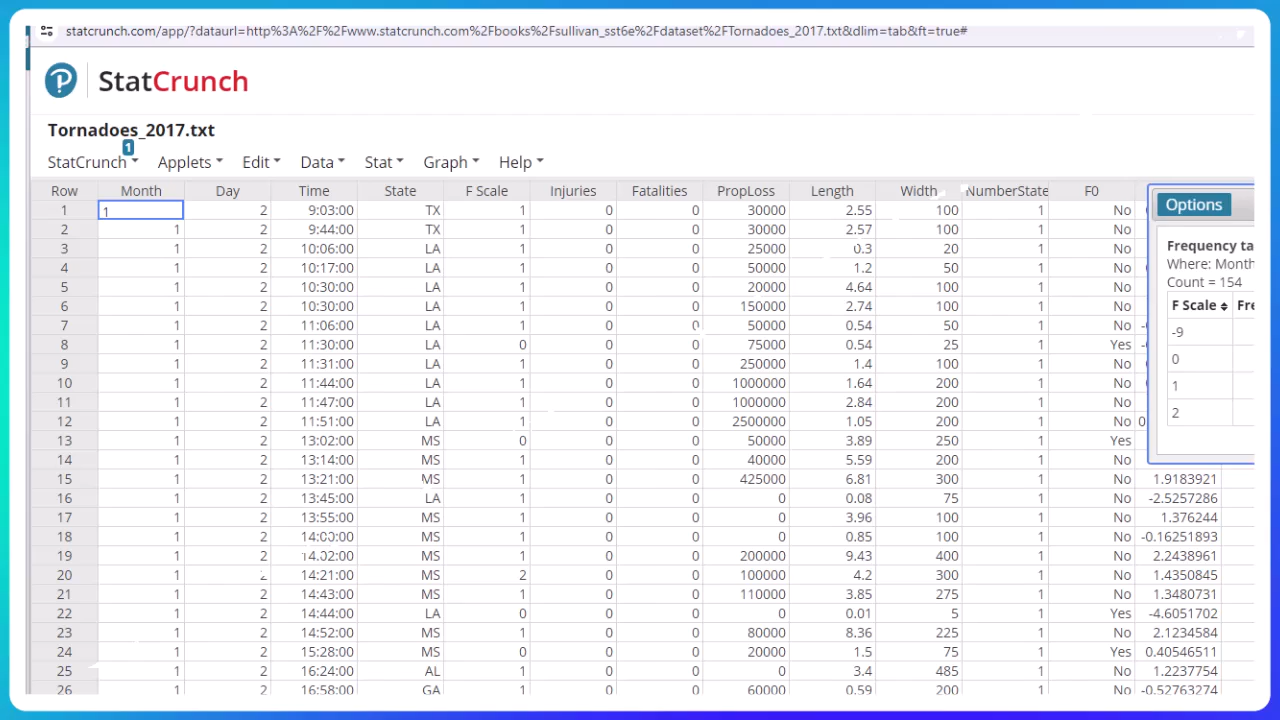 statcrunch.com/app/?dataurl=http%3A%2F%2Fwww.statcrunch.com%2Fbooks%2Fsullivan_sst6e%2Fdataset%2FTornadoes_2017.txt&dlim=tab&ft=true#
StatCrunch
Tornadoes_2017.txt
1
StatCrunch Applets Edit Data Stat Graph Help
Row Month Day Time State F Scale Injuries Fatalities PropLoss Length Width NumberState F0
1 1 2 9:03:00 TX 1 0 0 30000 2.55 100 1 No
2 1 2 9:44:00 TX 1 0 0 30000 2.57 100 1 No
3 1 2 10:06:00 LA 1 0 0 25000 0.3 20 1 No
4 1 2 10:17:00 LA 1 0 0 50000 1.2 50 1 No
5 1 2 10:30:00 LA 1 0 0 20000 4.64 100 1 No
6 1 2 10:30:00 LA 1 0 0 150000 2.74 100 1 No
7 1 2 11:06:00 LA 1 0 0 50000 0.54 50 1 No
8 1 2 11:30:00 LA 0 0 0 75000 0.54 25 1 Yes
9 1 2 11:31:00 LA 1 0 0 250000 1.4 100 1 No
10 1 2 11:44:00 LA 1 0 0 1000000 1.64 200 1 No
11 1 2 11:47:00 LA 1 0 0 1000000 2.84 200 1 No
12 1 2 11:51:00 LA 1 0 0 2500000 1.05 200 1 No 0
13 1 2 13:02:00 MS 0 0 0 50000 3.89 250 1 Yes
14 1 2 13:14:00 MS 1 0 0 40000 5.59 200 1 No
15 1 2 13:21:00 MS 1 0 0 425000 6.81 300 1 No 1.9183921
16 1 2 13:45:00 LA 1 0 0 0 0.08 75 1 No -2.5257286
17 1 2 13:55:00 MS 1 0 0 0 3.96 100 1 No 1.376244
18 1 2 14:00:00 MS 1 0 0 0 0.85 100 1 No -0.16251893
19 1 2 14:02:00 MS 1 0 0 200000 9.43 400 1 No 2.2438961
20 1 2 14:21:00 MS 2 0 0 100000 4.2 300 1 No 1.4350845
21 1 2 14:43:00 MS 1 0 0 110000 3.85 275 1 No 1.3480731
22 1 2 14:44:00 LA 0 0 0 0 0.01 5 1 Yes -4.6051702
23 1 2 14:52:00 MS 1 0 0 80000 8.36 225 1 No 2.1234584
24 1 2 15:28:00 MS 0 0 0 20000 1.5 75 1 Yes 0.40546511
25 1 2 16:24:00 AL 1 0 0 0 3.4 485 1 No 1.2237754
26 1 2 16:58:00 GA 1 0 0 60000 0.59 200 1 No -0.52763274
Options
Frequency ta
Where: Month
Count = 154
F Scale Fre
-9
0
1
2